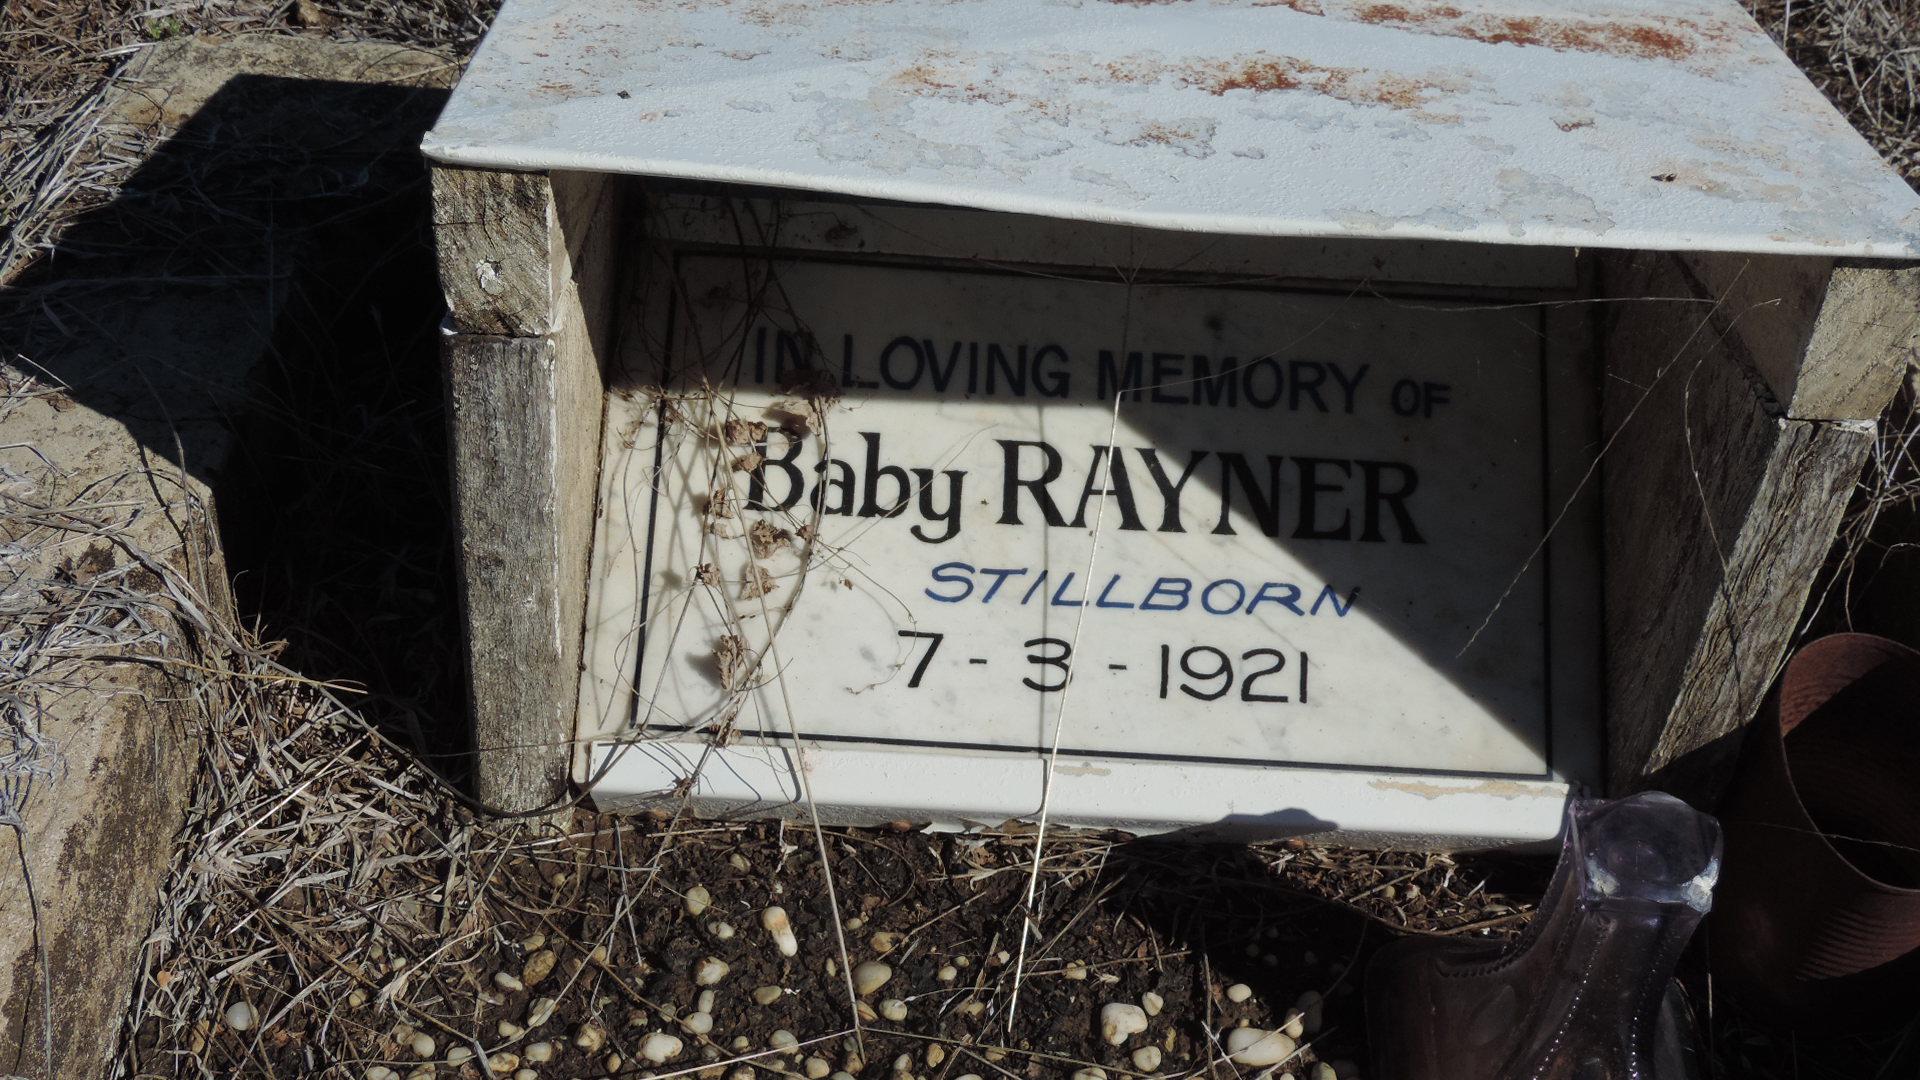 IN LOVING MEMORY OF
Baby RAYNER
STILLBORN
7-3-1921